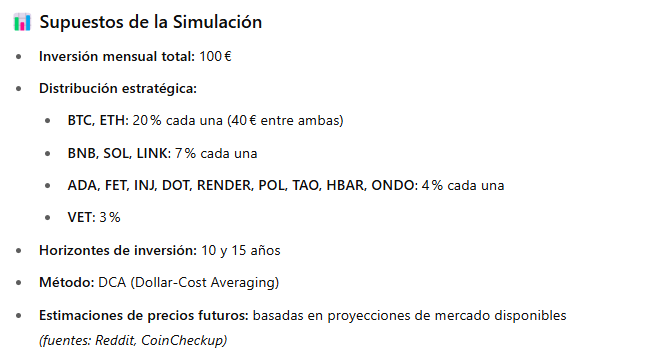 📊 Supuestos de la Simulación
• Inversión mensual total: 100 €
• Distribución estratégica:
• BTC, ETH: 20 % cada una (40 € entre ambas)
• BNB, SOL, LINK: 7 % cada una
• ADA, FET, INJ, DOT, RENDER, POL, TAO, HBAR, ONDO: 4 % cada una
• VET: 3 %
• Horizontes de inversión: 10 y 15 años
• Método: DCA (Dollar-Cost Averaging)
• Estimaciones de precios futuros: basadas en proyecciones de mercado disponibles
(fuentes: Reddit, CoinCheckup)